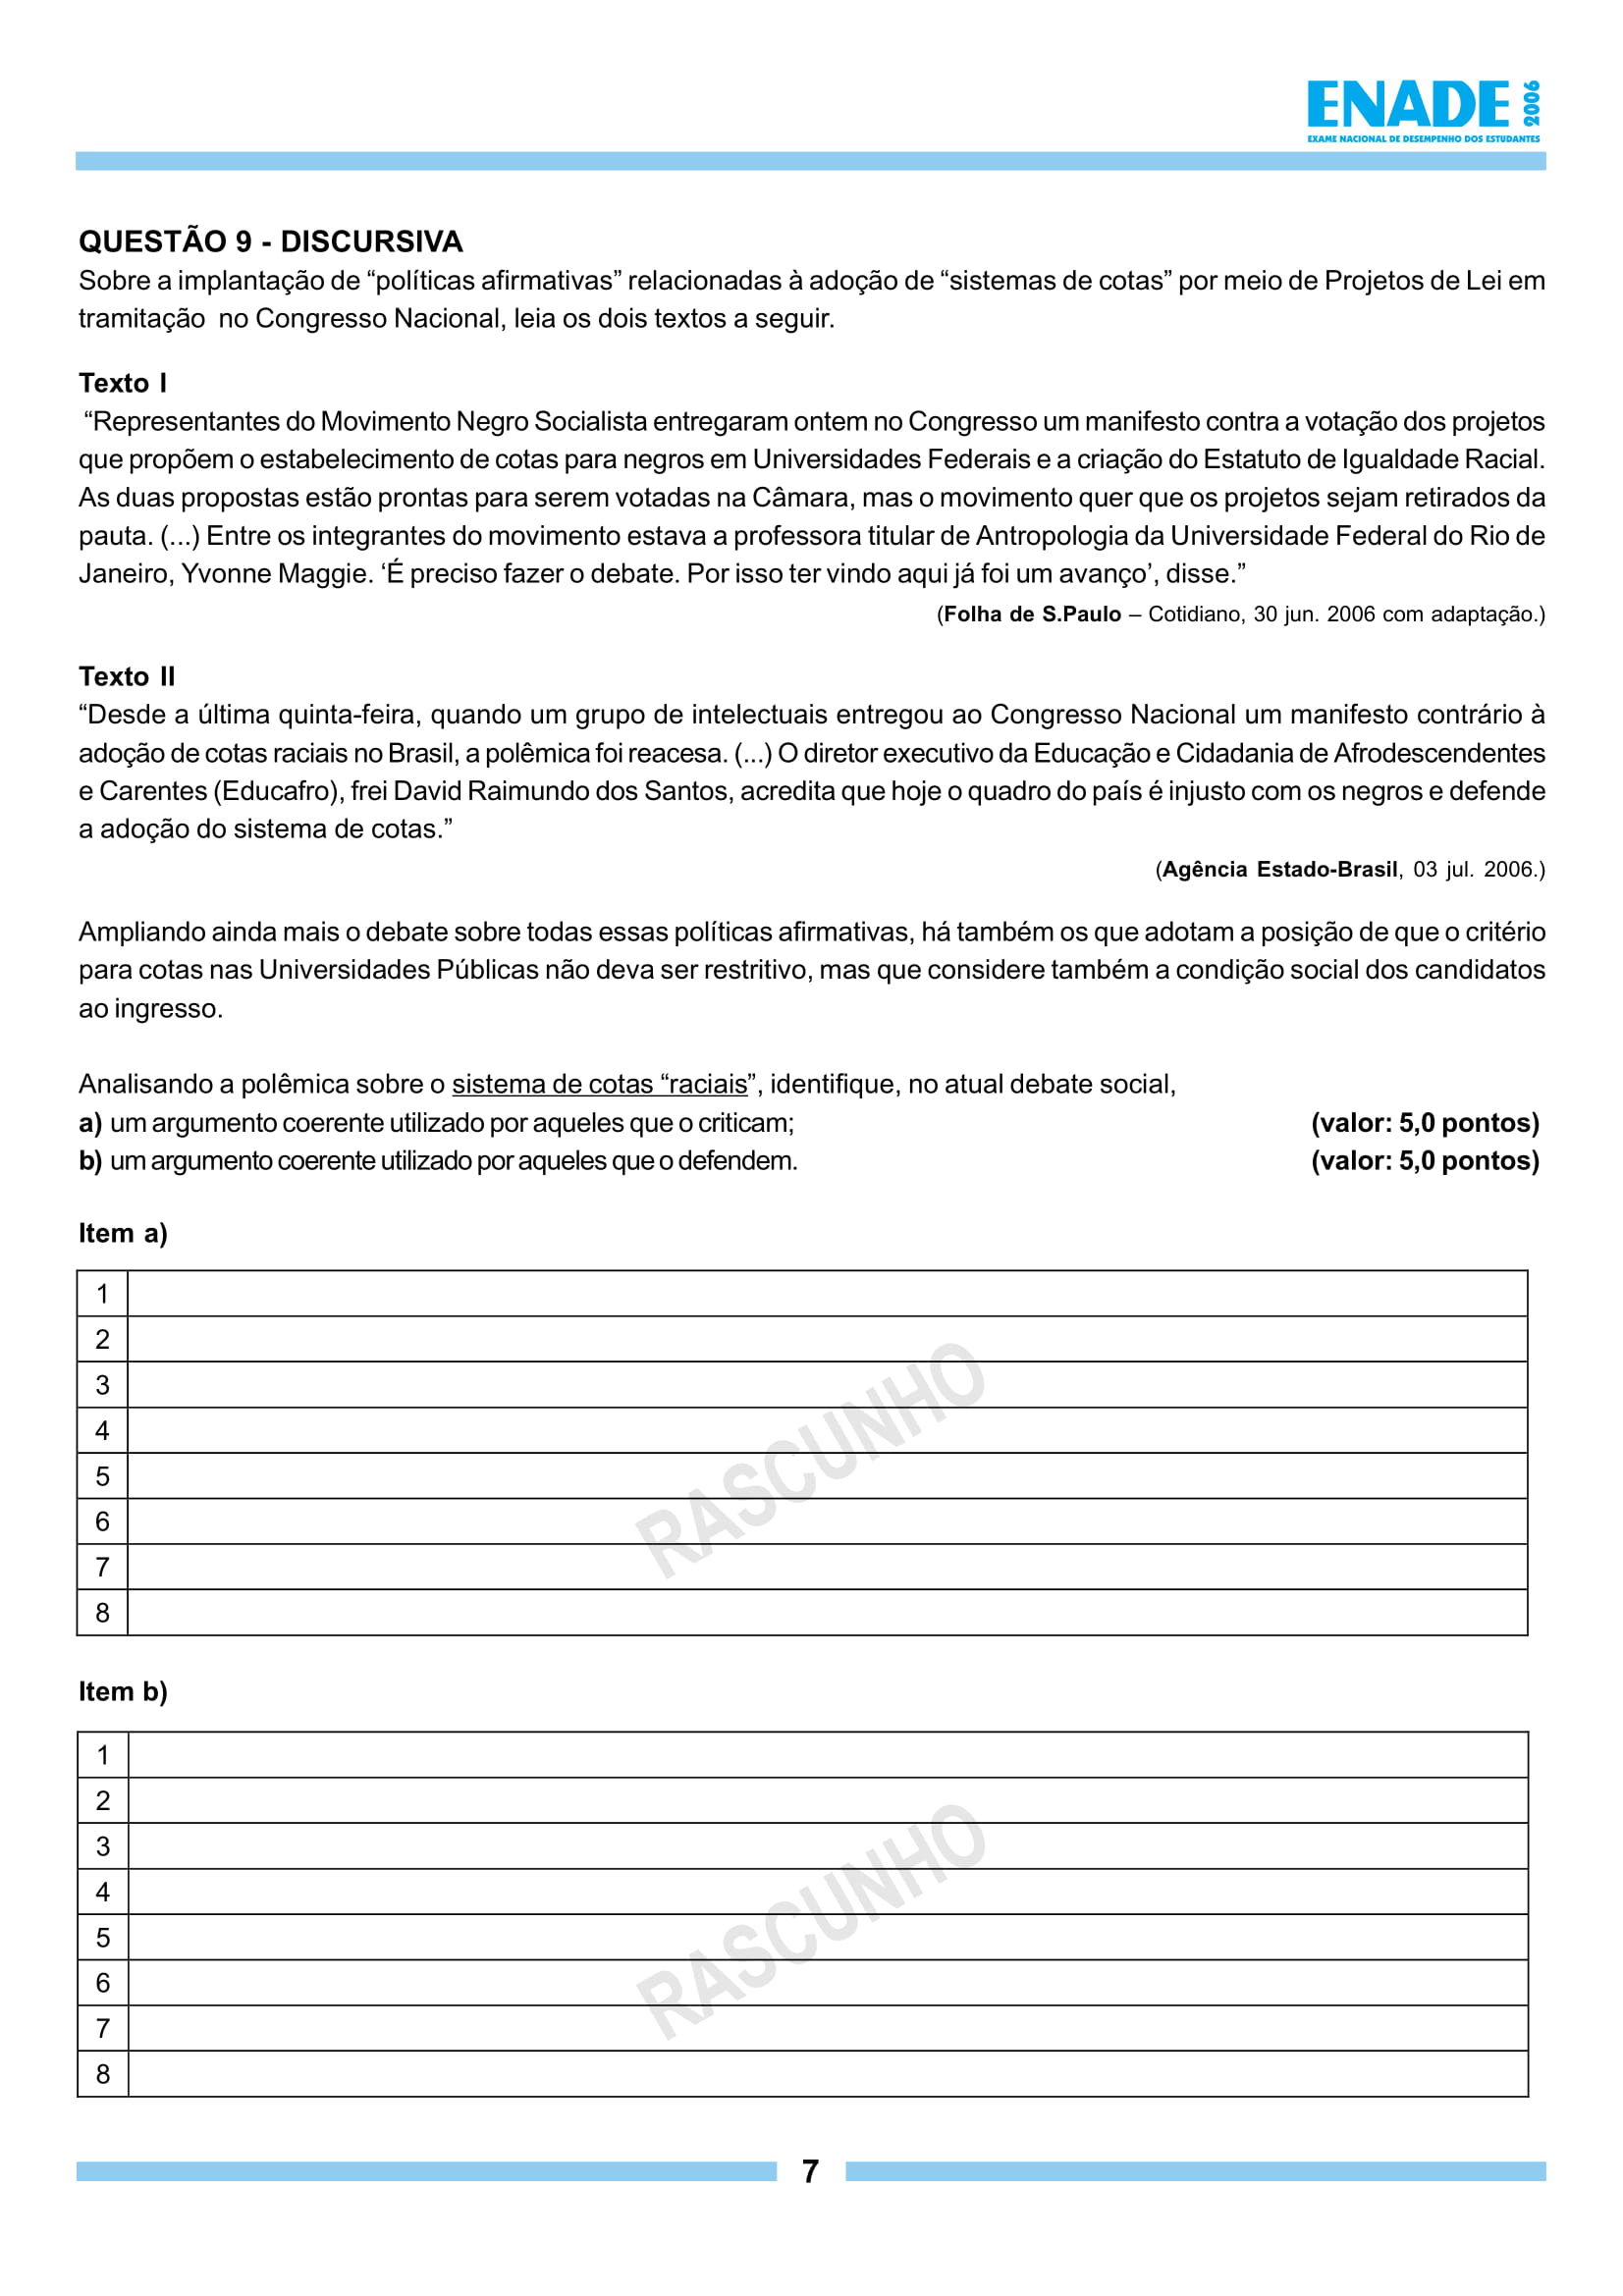 ENADE 2006
EXAME NACIONAL DE DESEMPENHO DOS ESTUDANTES
QUESTÃO 9 - DISCURSIVA
Sobre a implantação de “políticas afirmativas” relacionadas à adoção de “sistemas de cotas” por meio de Projetos de Lei em
tramitação no Congresso Nacional, leia os dois textos a seguir.
Texto I
“Representantes do Movimento Negro Socialista entregaram ontem no Congresso um manifesto contra a votação dos projetos
que propõem o estabelecimento de cotas para negros em Universidades Federais e a criação do Estatuto de Igualdade Racial.
As duas propostas estão prontas para serem votadas na Câmara, mas o movimento quer que os projetos sejam retirados da
pauta. (...) Entre os integrantes do movimento estava a professora titular de Antropologia da Universidade Federal do Rio de
Janeiro, Yvonne Maggie. ‘É preciso fazer o debate. Por isso ter vindo aqui já foi um avanço’, disse.”
(Folha de S.Paulo – Cotidiano, 30 jun. 2006 com adaptação.)
Texto II
“Desde a última quinta-feira, quando um grupo de intelectuais entregou ao Congresso Nacional um manifesto contrário à
adoção de cotas raciais no Brasil, a polêmica foi reacesa. (...) O diretor executivo da Educação e Cidadania de Afrodescendentes
e Carentes (Educafro), frei David Raimundo dos Santos, acredita que hoje o quadro do país é injusto com os negros e defende
a adoção do sistema de cotas.”
(Agência Estado-Brasil, 03 jul. 2006.)
Ampliando ainda mais o debate sobre todas essas políticas afirmativas, há também os que adotam a posição de que o critério
para cotas nas Universidades Públicas não deva ser restritivo, mas que considere também a condição social dos candidatos
ao ingresso.
Analisando a polêmica sobre o sistema de cotas “raciais”, identifique, no atual debate social,
a) um argumento coerente utilizado por aqueles que o criticam; (valor: 5,0 pontos)
b) um argumento coerente utilizado por aqueles que o defendem. (valor: 5,0 pontos)
Item a)
1
2
3
4
5
6
7
8
RASCUNHO
Item b)
1
2
3
4
5
6
7
8
RASCUNHO
7